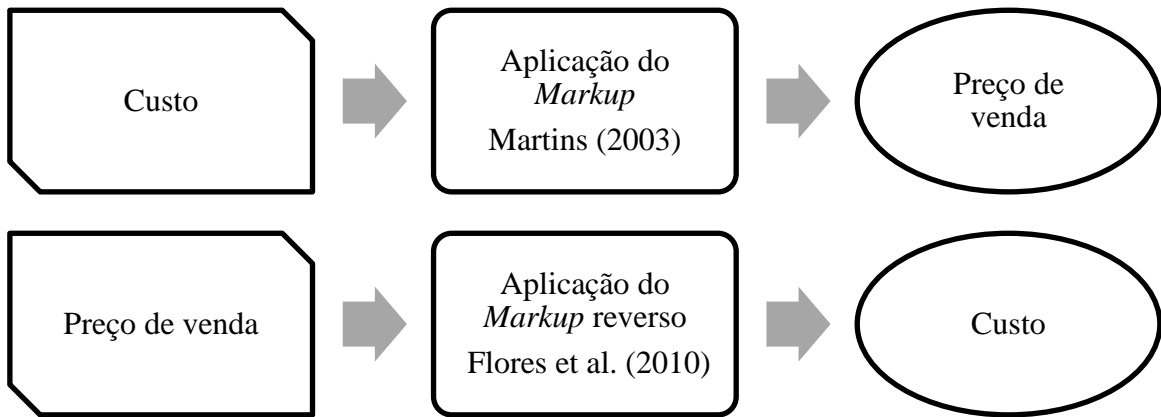 Custo
Aplicação do
Markup
Martins (2003)
Preço de
venda
Preço de venda
Aplicação do
Markup reverso
Flores et al. (2010)
Custo